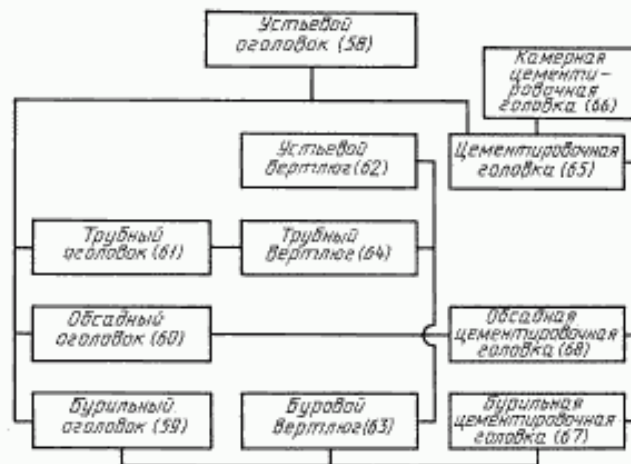 Устьевой
оголовок (58)
Камерная
цементи-
ровочная
головка (66)
Устьевой
вертлюг (62)
Цементировочная
головка (65)
Трубный
оголовок (61)
Трубный
вертлюг (64)
Обсадный
оголовок (60)
Обсадная
цементировочная
головка (68)
Бурильный
оголовок (59)
Буровой
вертлюг (63)
Бурильная
цементировочная
головка (67)